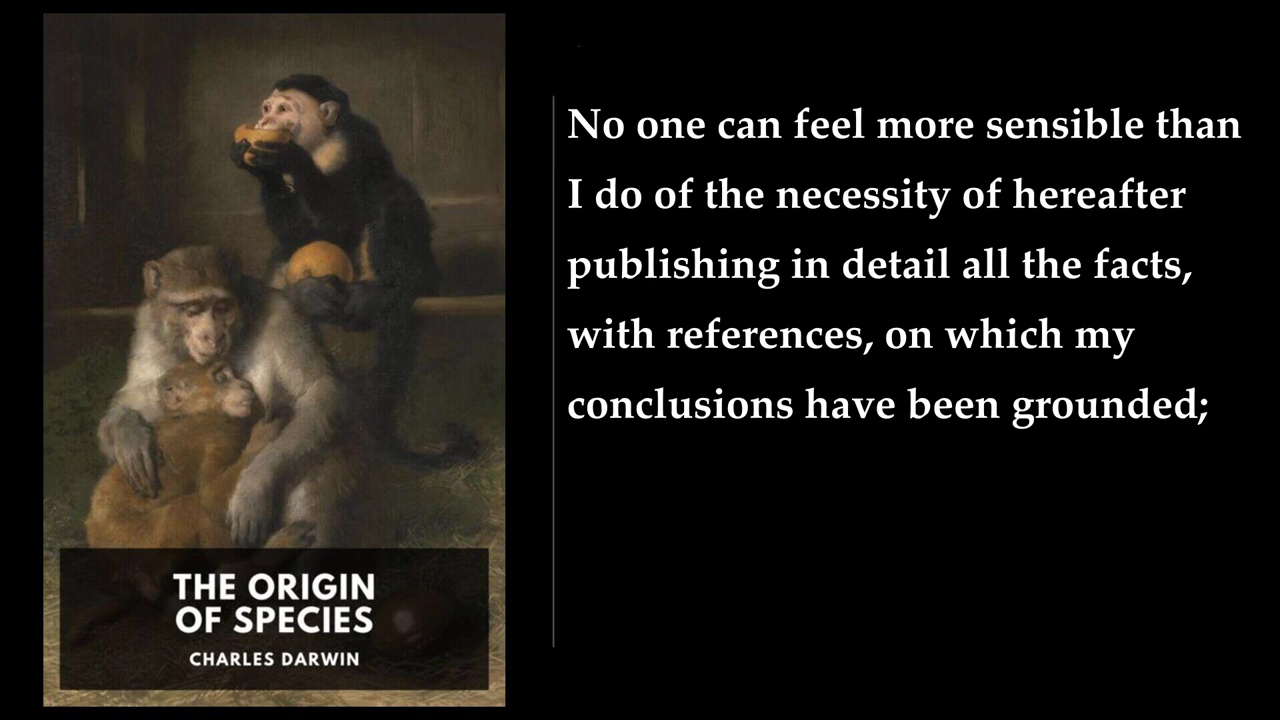 THE ORIGIN
OF SPECIES
CHARLES DARWIN
No one can feel more sensible than
I do of the necessity of hereafter
publishing in detail all the facts,
with references, on which my
conclusions have been grounded;